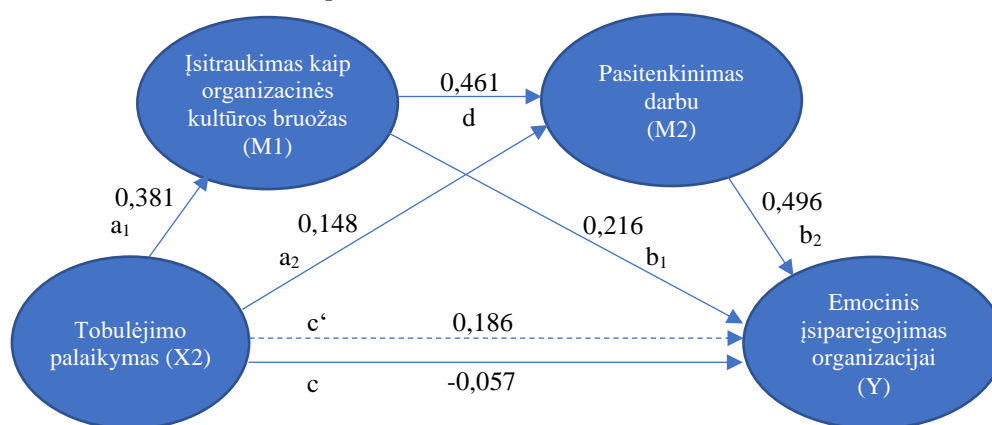 Įsitraukimas kaip
organizacinės
kultūros bruožas
(M1)
0,461
d
Pasitenkinimas
darbu
(M2)
0,381
a1
0,148
a2
0,216
b1
0,496
b2
Tobulėjimo
palaikymas (X2)
c‘
0,186
c
-0,057
Emocinis
įsipareigojimas
organizacijai
(Y)